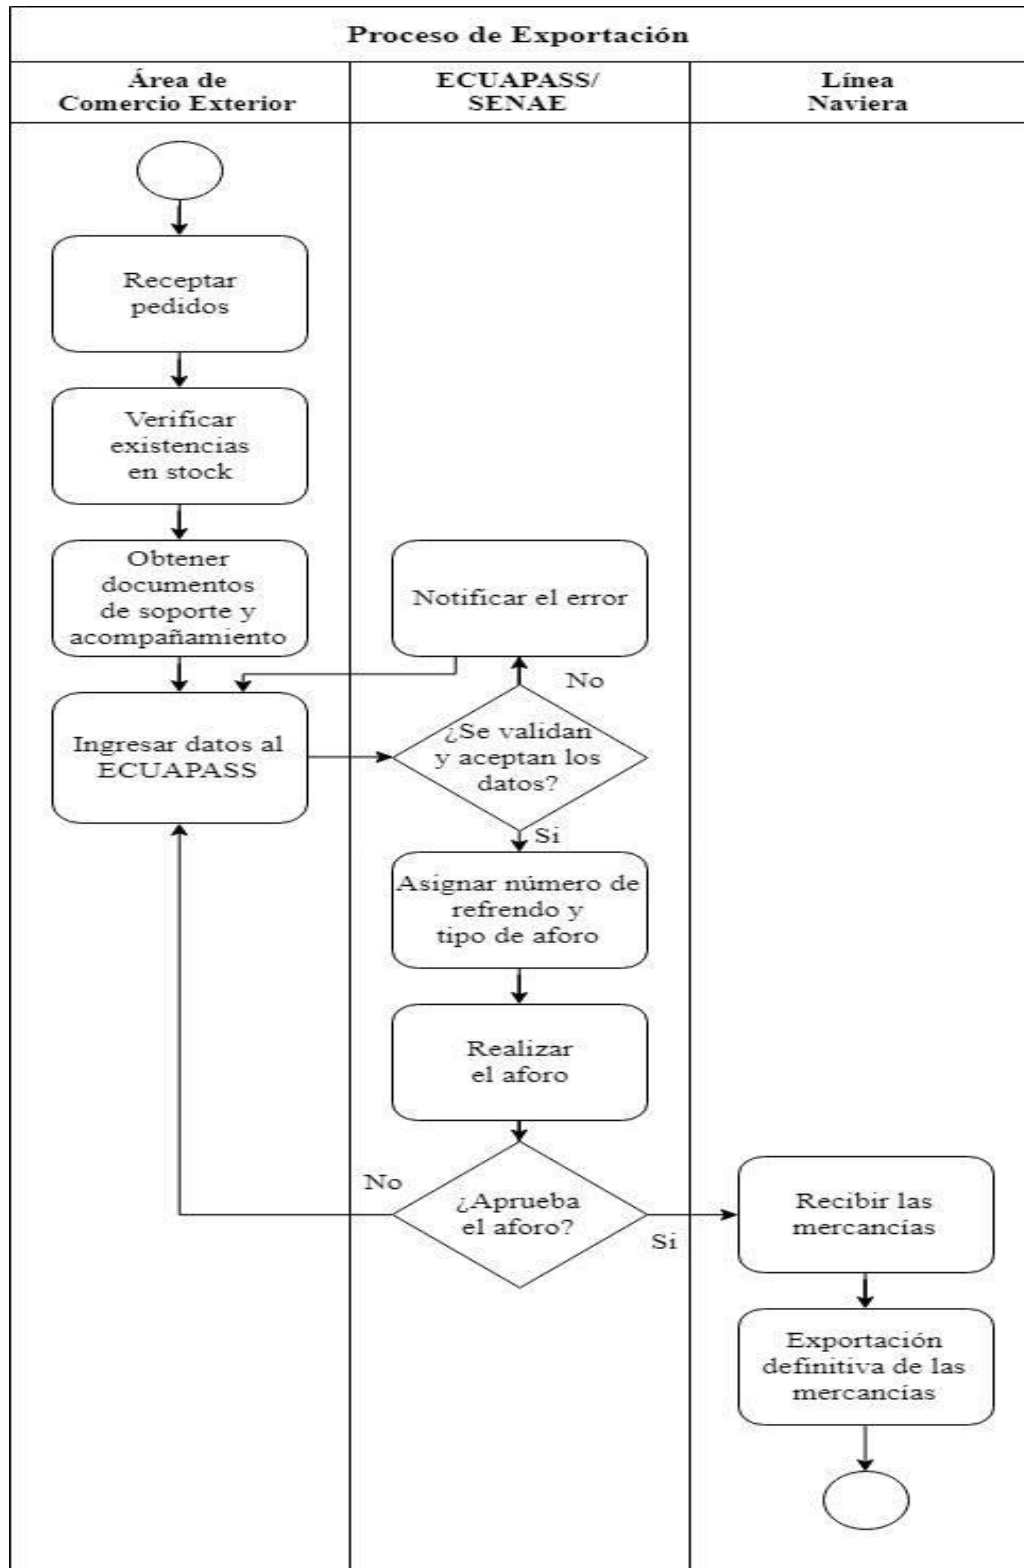 Proceso de Exportación
Área de
Comercio Exterior
ECUAPASS/
SENAE
Línea
Naviera
Receptar
pedidos
Verificar
existencias
en stock
Obtener
documentos
de soporte y
acompañamiento
Notificar el error
No
Ingresar datos al
ECUAPASS
¿Se validan
y aceptan los
datos?
Si
Asignar número de
refrendo y
tipo de aforo
Realizar
el aforo
No
¿Aprueba
el aforo?
Si
Recibir las
mercancías
Exportación
definitiva de las
mercancías